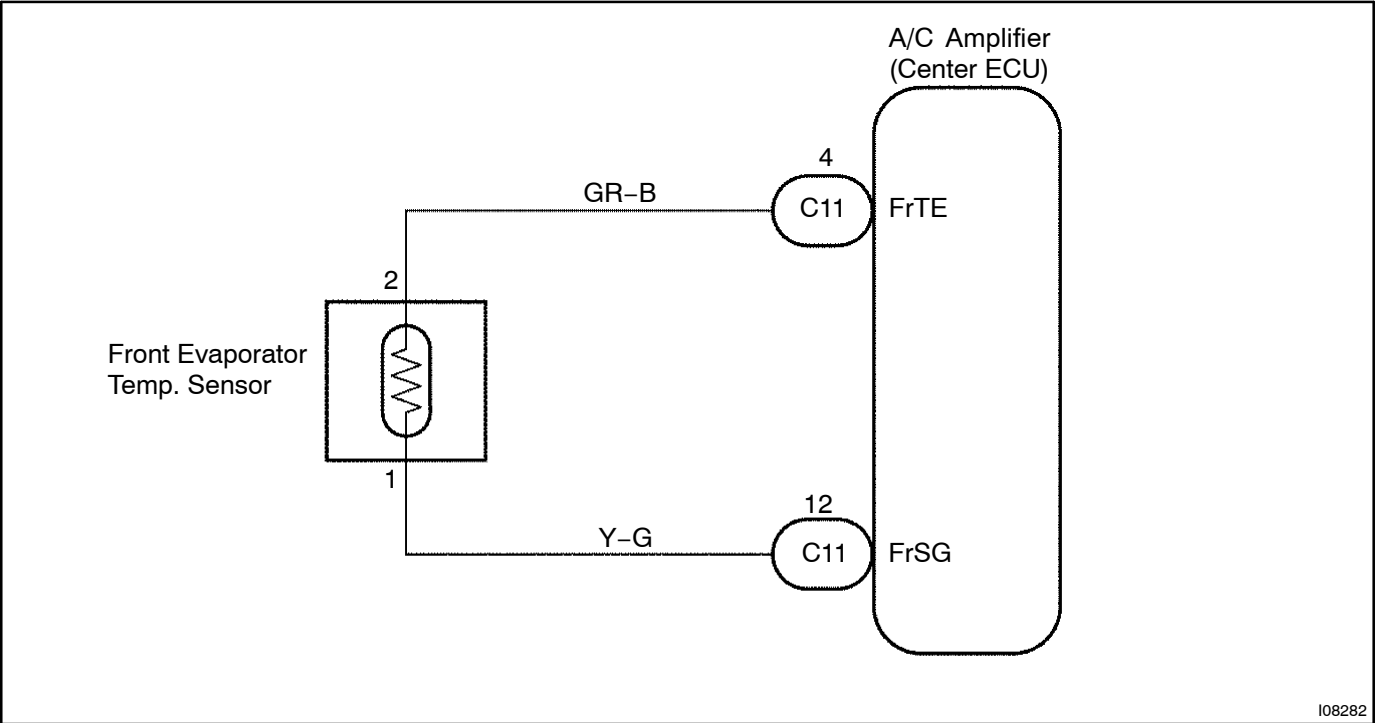 A/C Amplifier
(Center ECU)
4
GR−B
C11
FrTE
2
Front Evaporator
Temp. Sensor
1
12
Y−G
C11
FrSG
I08282